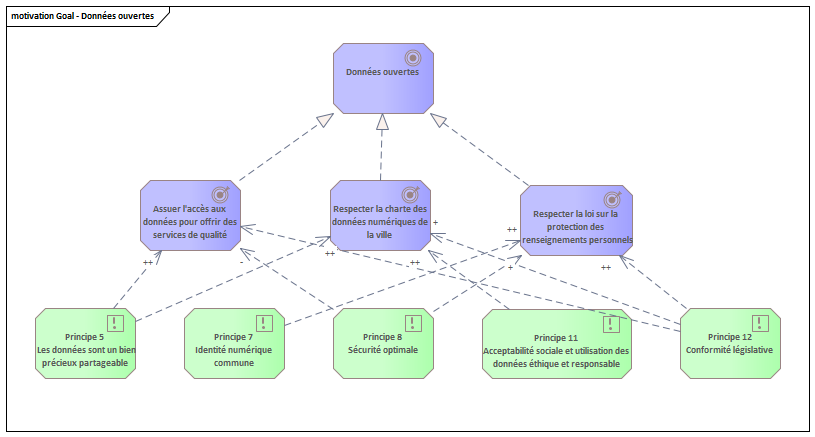 motivation Goal - Données ouvertes
Données ouvertes
Assuer l'accès aux
données pour offrir des
services de qualité
Respecter la charte des
données numériques de
la ville
Respecter la loi sur la
protection des
renseignements personnels
+
++
++
-
++
-++
+
++
Principe 5
Les données sont un bien
précieux partageable
Principe 7
Identité numérique
commune
Principe 8
Sécurité optimale
Principe 11
Acceptabilité sociale et utilisation des
données éthique et responsable
Principe 12
Conformité législative